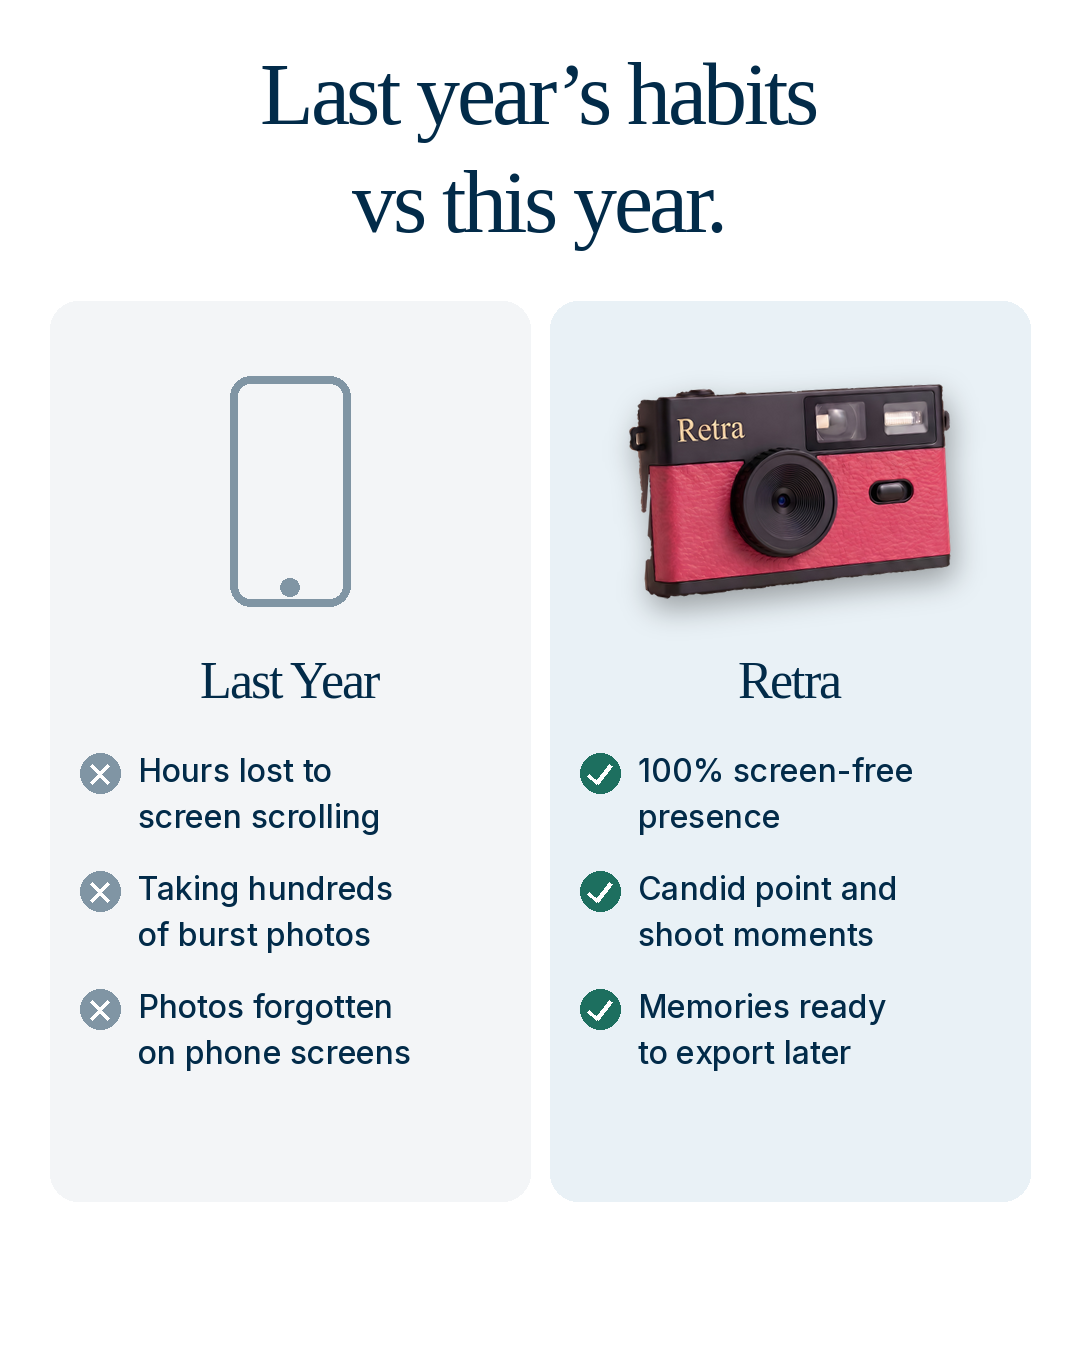 Last year’s habits
vs this year.
Retra
Last Year
Hours lost to
screen scrolling
Taking hundreds
of burst photos
Photos forgotten
on phone screens
Retra
100% screen-free
presence
Candid point and
shoot moments
Memories ready
to export later